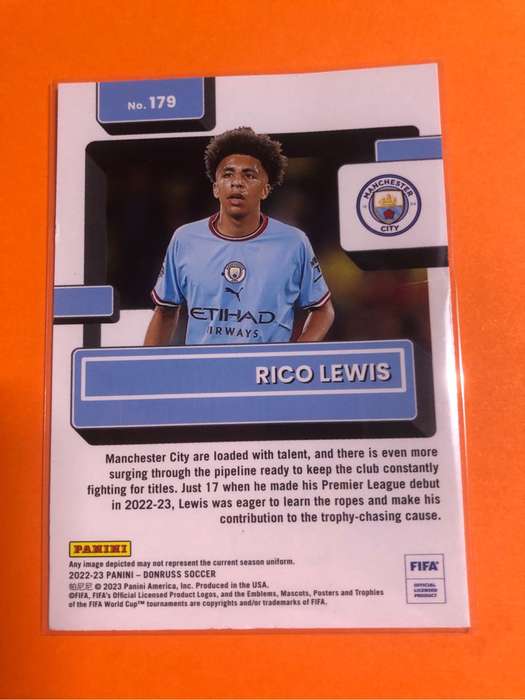 No. 179
MANCHESTER
CITY
ETIHAD
AIRWAYS
RICO LEWIS
Manchester City are loaded with talent, and there is even more
surging through the pipeline ready to keep the club constantly
fighting for titles. Just 17 when he made his Premier League debut
in 2022-23, Lewis was eager to learn the ropes and make his
contribution to the trophy-chasing cause.
PANINI
Any image depicted may not represent the current season uniform.
2022-23 PANINI – DONRUSS SOCCER
帕尼尼 © 2023 Panini America, Inc. Produced in the USA.
©FIFA, FIFA's Official Licensed Product Logos, and the Emblems, Mascots, Posters and Trophies
of the FIFA World Cup™ tournaments are copyrights and/or trademarks of FIFA.
FIFA
OFFICIAL
LICENSED
PRODUCT